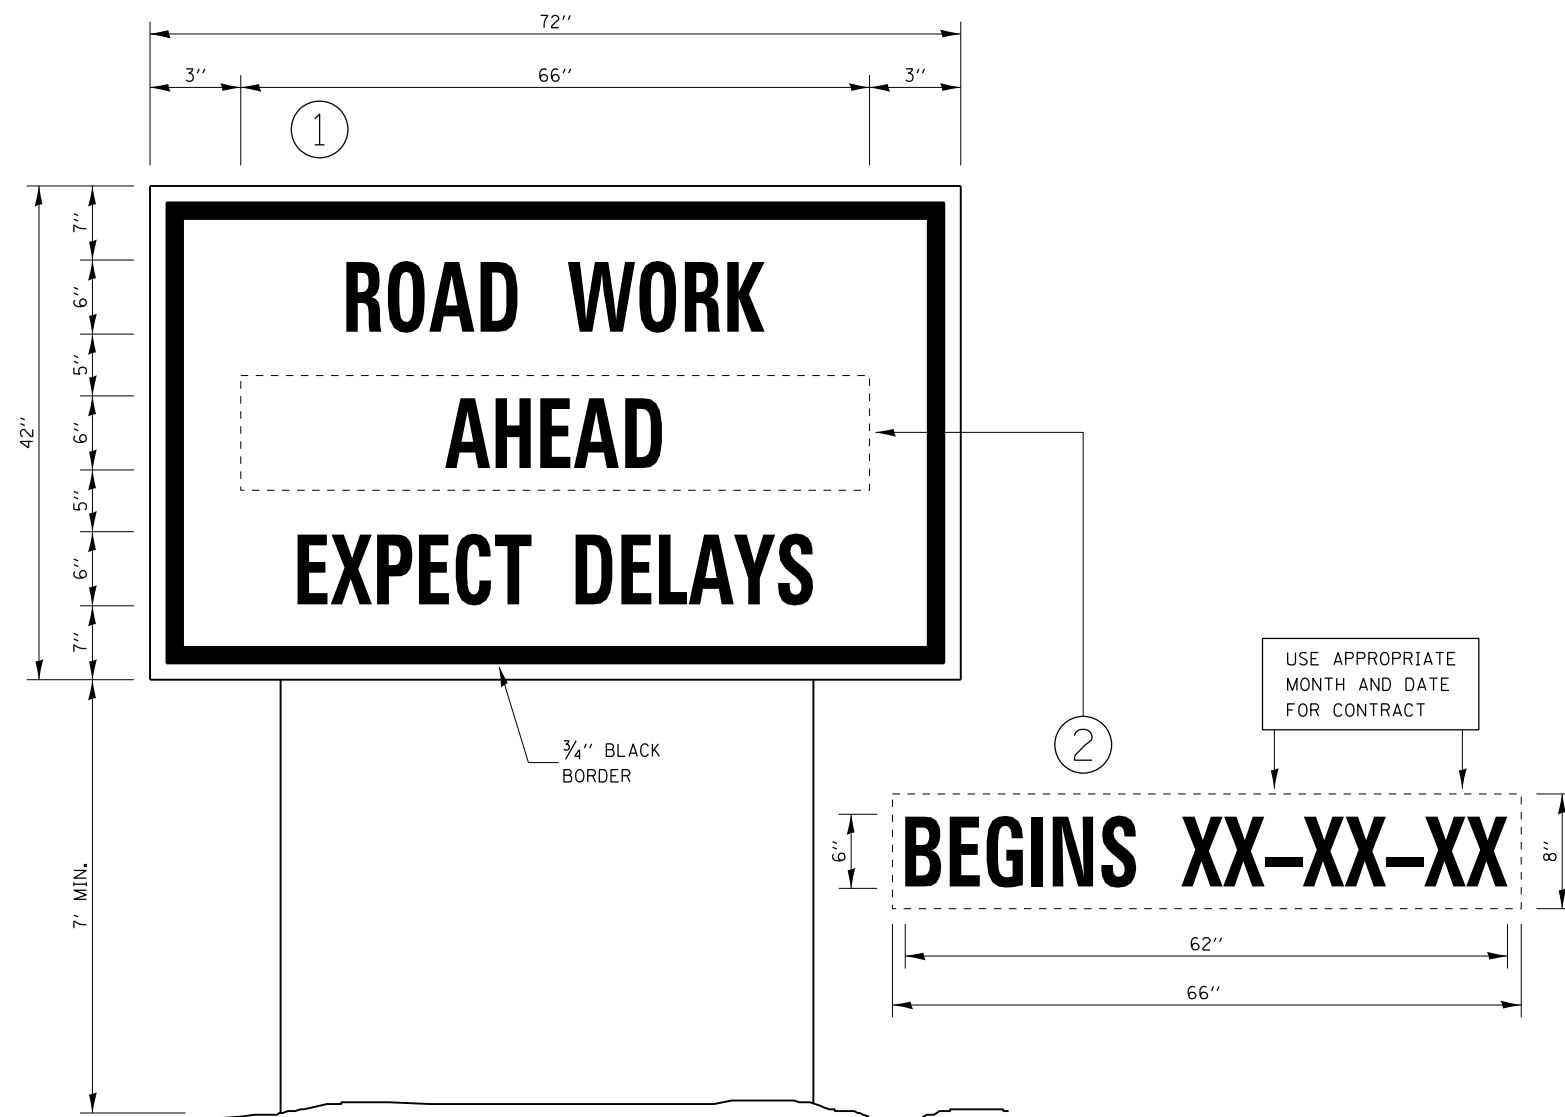 72''
3'' 66'' 3''
1
7''
6''
5''
6''
5''
6''
7''
42''
ROAD WORK
AHEAD
EXPECT DELAYS
¾'' BLACK
BORDER
7' MIN.
2
USE APPROPRIATE
MONTH AND DATE
FOR CONTRACT
6''
BEGINS XX-XX-XX
8''
62''
66''